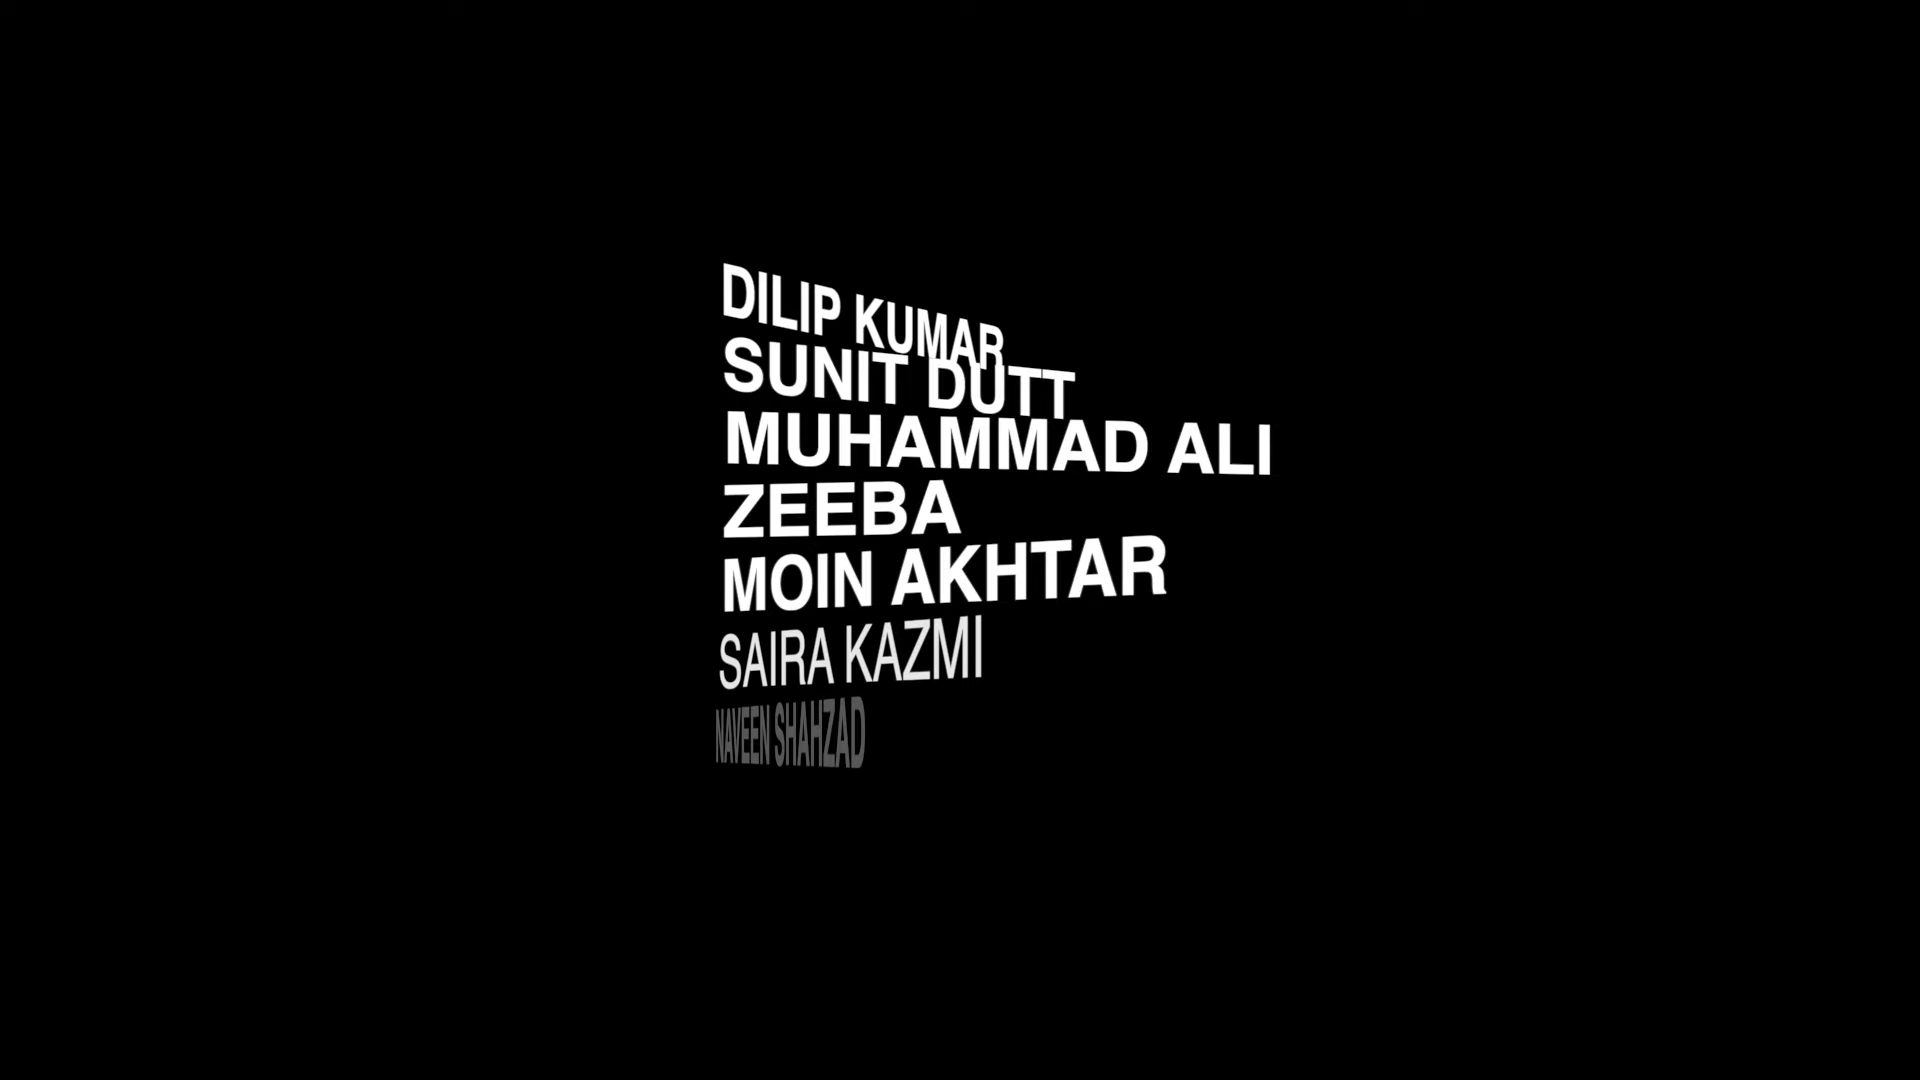 DILIP KUMAR
SUNIT DUTT
MUHAMMAD ALI
ZEEBA
MOIN AKHTAR
SAIRA KAZMI
NAVEEN SHAHZAD